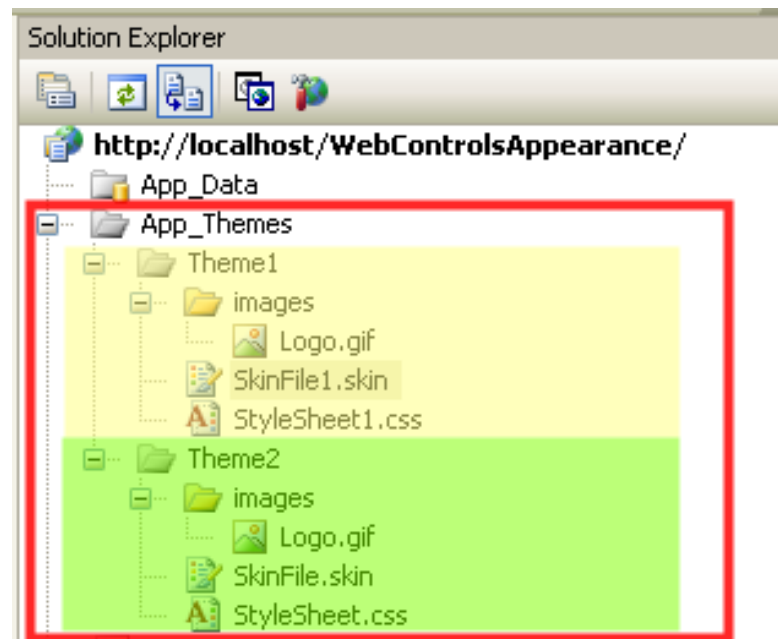 Solution Explorer
http://localhost/WebControlsAppearance/
App_Data
App_Themes
Theme1
images
Logo.gif
SkinFile1.skin
StyleSheet1.css
Theme2
images
Logo.gif
SkinFile.skin
StyleSheet.css